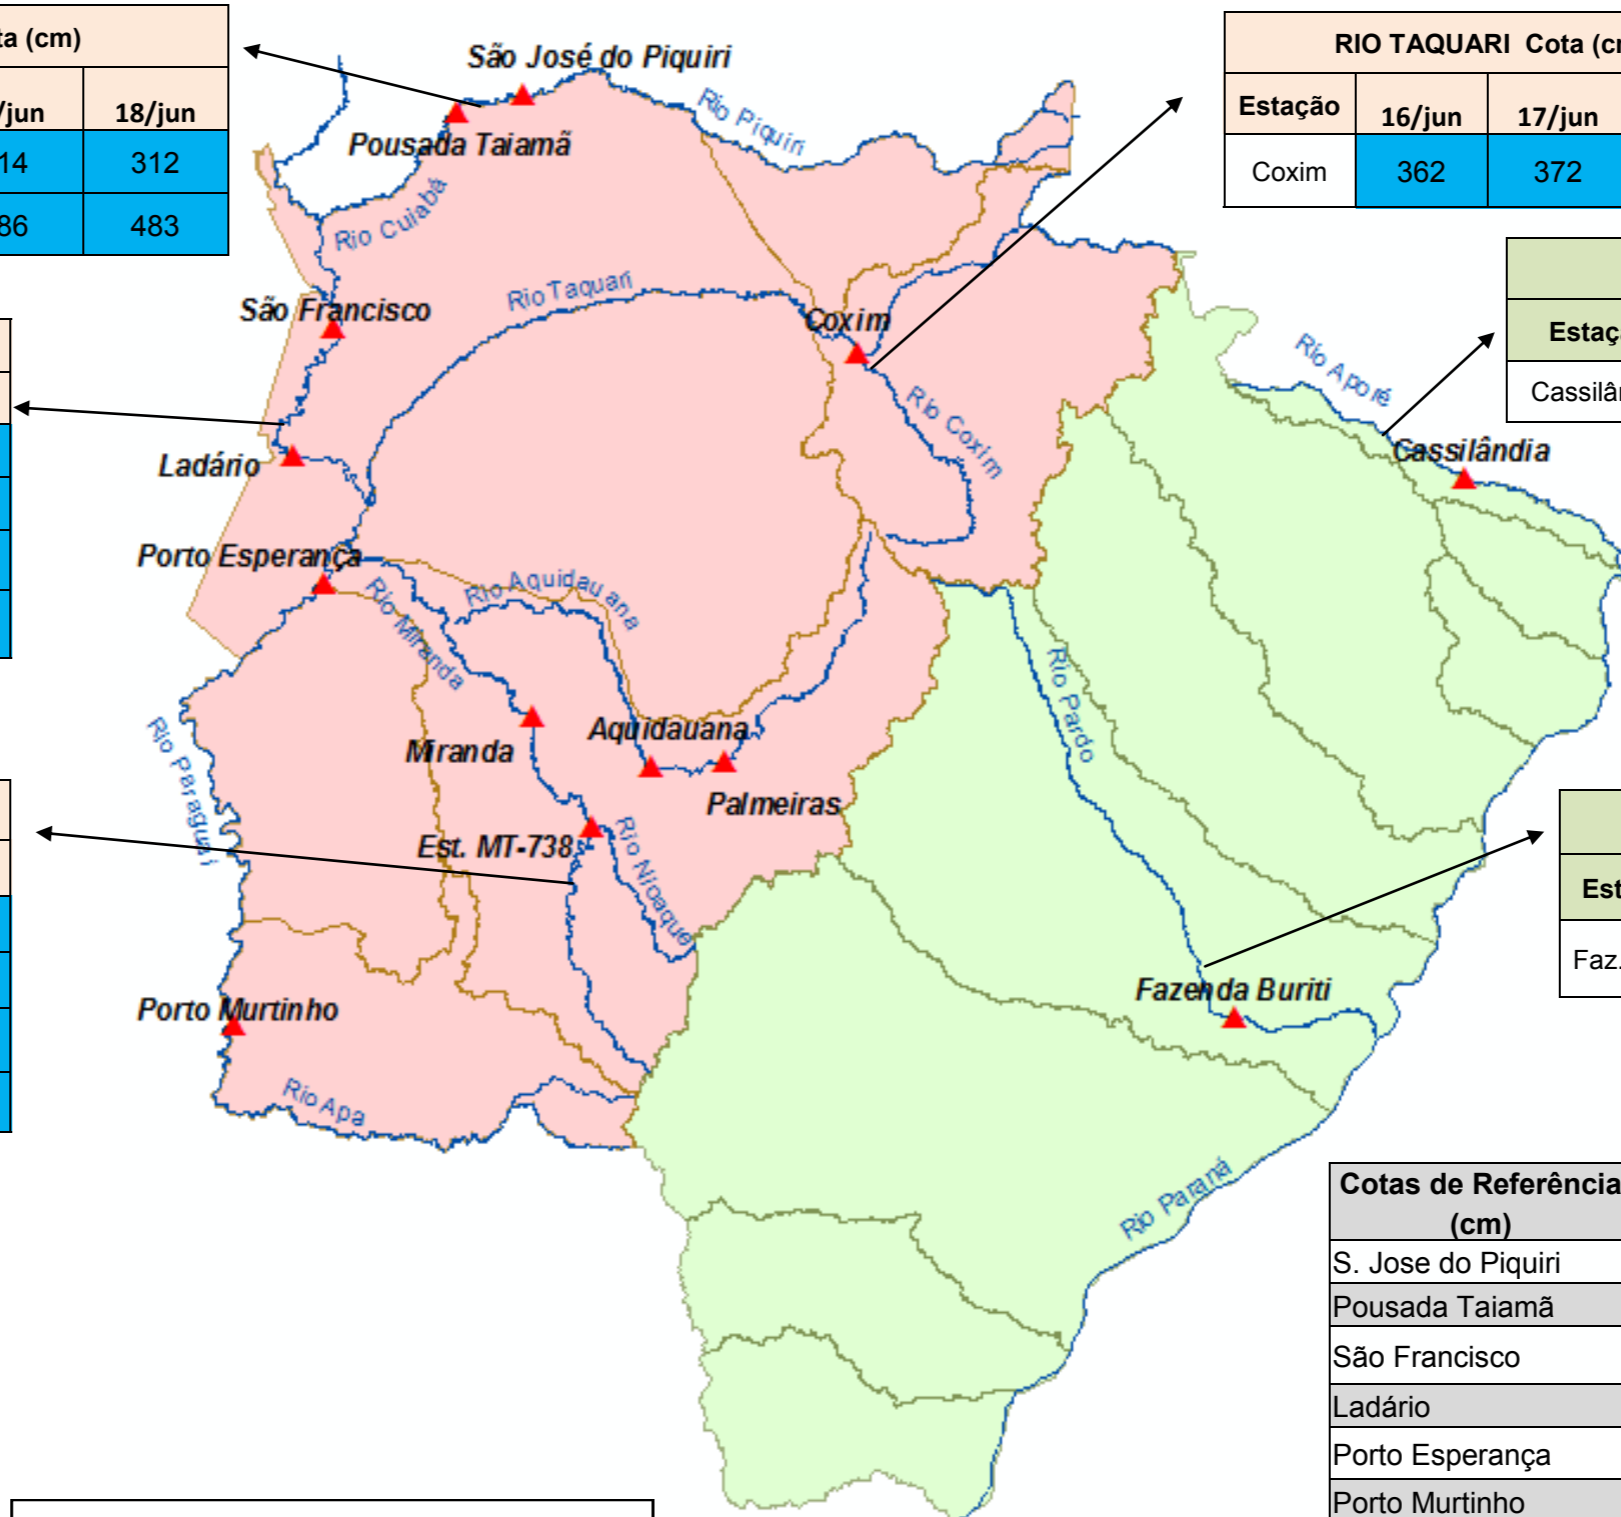 ta (cm)
/jun 18/jun
14 312
86 483
RIO TAQUARI Cota (cm
Estação 16/jun 17/jun
Coxim 362 372
Estaç
Cassilân
Est
Faz.
São José do Piquiri
Pousada Taiamã
Rio Piquiri
Rio Cuiabá
Rio Taquari
São Francisco
Coxim
Rio Aporé
Rio Coxim
Cassilândia
Ladário
Porto Esperança
Rio Aquidauana
Rio Miranda
Rio Pardo
Rio Paraguai
Miranda
Aquidauana
Palmeiras
Est. MT-738
Rio Nioaque
Fazenda Buriti
Porto Murtinho
Rio Apa
Rio Paraná
Cotas de Referência
(cm)
S. Jose do Piquiri
Pousada Taiamã
São Francisco
Ladário
Porto Esperança
Porto Murtinho